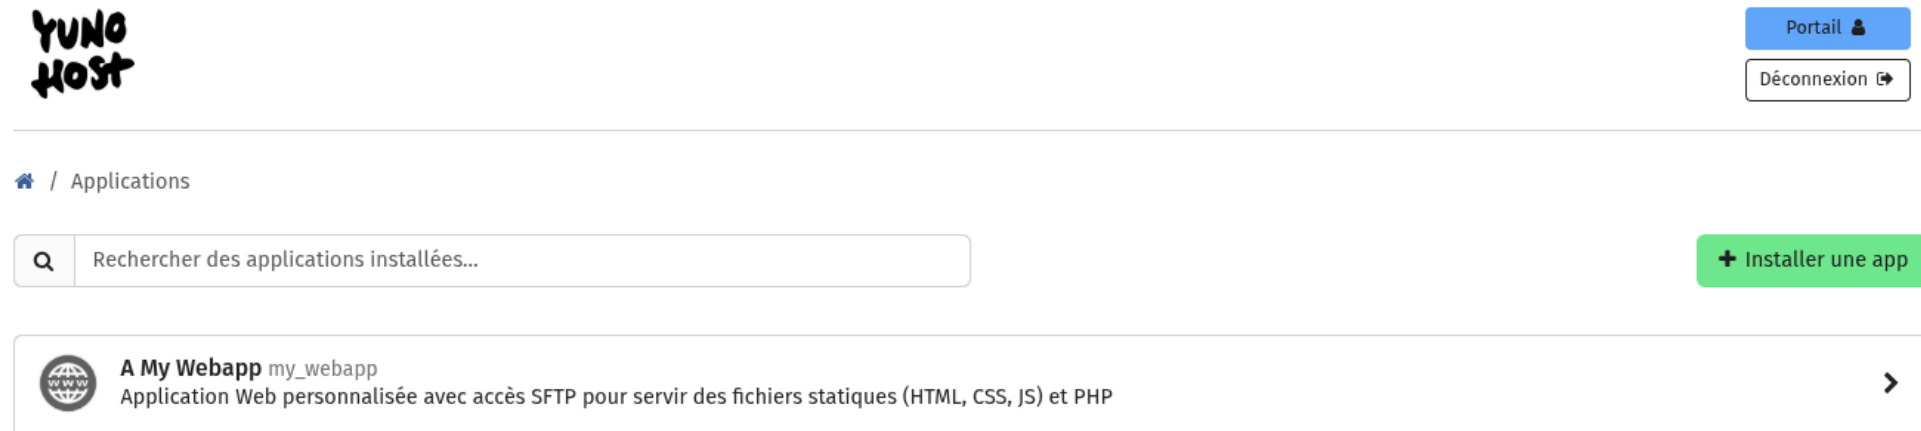 YUNO
HOST
Portail
Déconnexion
/ Applications
Rechercher des applications installées...
+ Installer une app
www
A My Webapp my_webapp
Application Web personnalisée avec accès SFTP pour servir des fichiers statiques (HTML, CSS, JS) et PHP